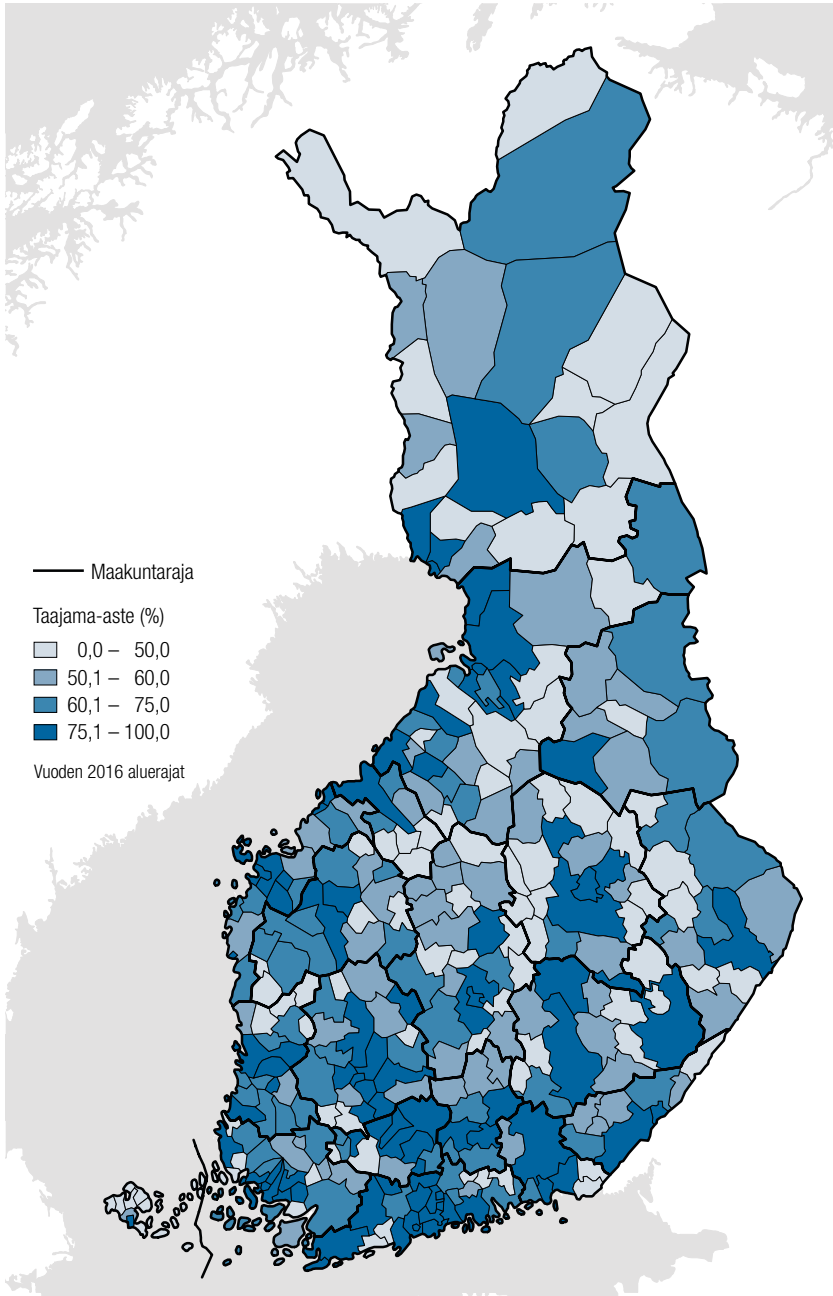 Maakuntaraja
Taajama-aste (%)
0,0 – 50,0
50,1 – 60,0
60,1 – 75,0
75,1 – 100,0
Vuoden 2016 aluerajat